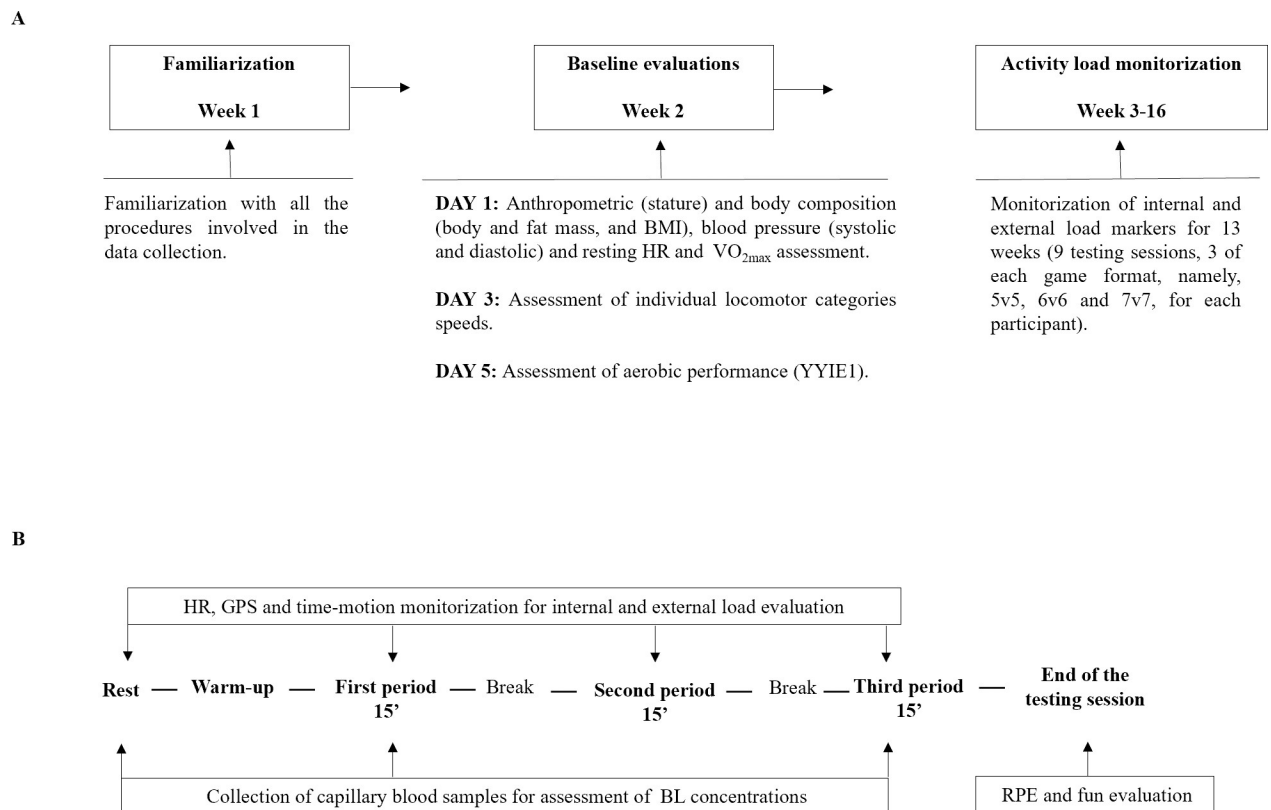 A
Familiarization
Week 1
Baseline evaluations
Week 2
Activity load monitorization
Week 3-16
Familiarization with all the
procedures involved in the
data collection.
DAY 1: Anthropometric (stature) and body composition
(body and fat mass, and BMI), blood pressure (systolic
and diastolic) and resting HR and VO2max assessment.
DAY 3: Assessment of individual locomotor categories
speeds.
DAY 5: Assessment of aerobic performance (YYIE1).
Monitorization of internal and
external load markers for 13
weeks (9 testing sessions, 3 of
each game format, namely,
5v5, 6v6 and 7v7, for each
participant).
B
HR, GPS and time-motion monitorization for internal and external load evaluation
Rest
Warm-up
First period
15’
Break
Second period
15’
Break
Third period
15’
End of the
testing session
Collection of capillary blood samples for assessment of BL concentrations
RPE and fun evaluation